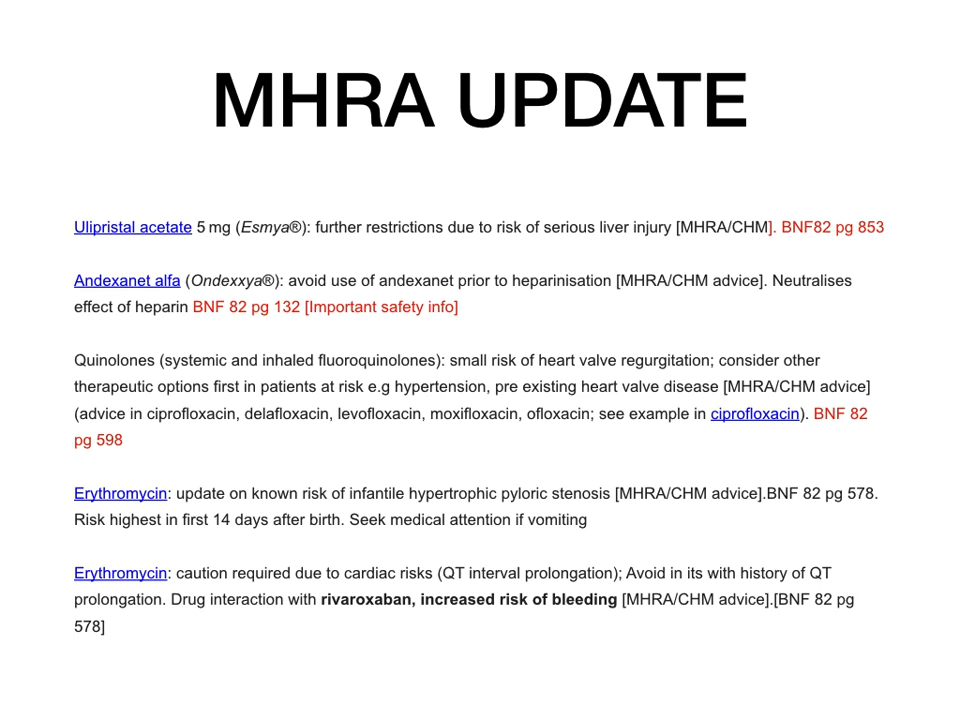 MHRA UPDATE
Ulipristal acetate 5 mg (Esmya®): further restrictions due to risk of serious liver injury [MHRA/CHM]. BNF82 pg 853
Andexanet alfa (Ondexxya®): avoid use of andexanet prior to heparinisation [MHRA/CHM advice]. Neutralises
effect of heparin BNF 82 pg 132 [Important safety info]
Quinolones (systemic and inhaled fluoroquinolones): small risk of heart valve regurgitation; consider other
therapeutic options first in patients at risk e.g hypertension, pre existing heart valve disease [MHRA/CHM advice]
(advice in ciprofloxacin, delafloxacin, levofloxacin, moxifloxacin, ofloxacin; see example in ciprofloxacin). BNF 82
pg 598
Erythromycin: update on known risk of infantile hypertrophic pyloric stenosis [MHRA/CHM advice].BNF 82 pg 578.
Risk highest in first 14 days after birth. Seek medical attention if vomiting
Erythromycin: caution required due to cardiac risks (QT interval prolongation); Avoid in its with history of QT
prolongation. Drug interaction with rivaroxaban, increased risk of bleeding [MHRA/CHM advice].[BNF 82 pg
578]